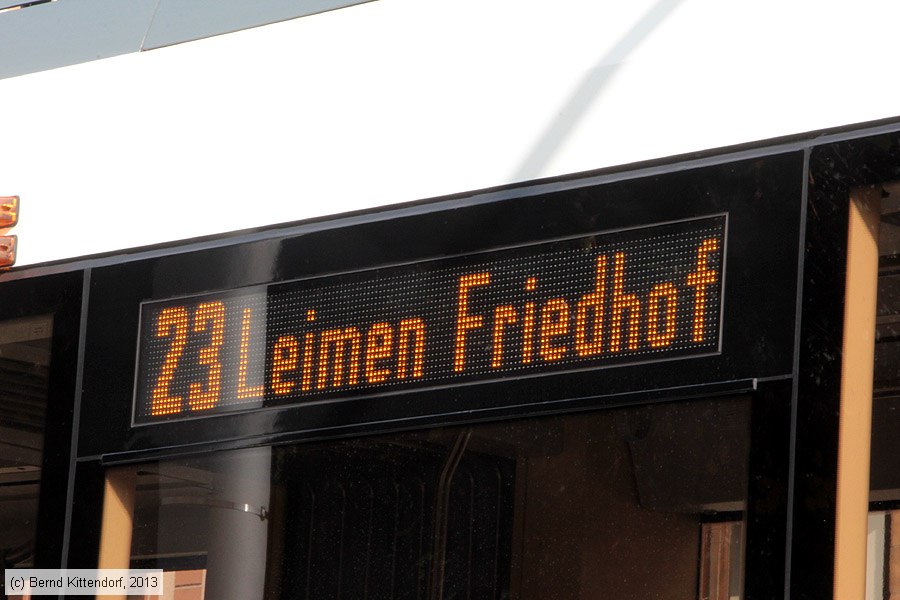 23 Leimen Friedhof
(c) Bernd Kittendorf, 2013